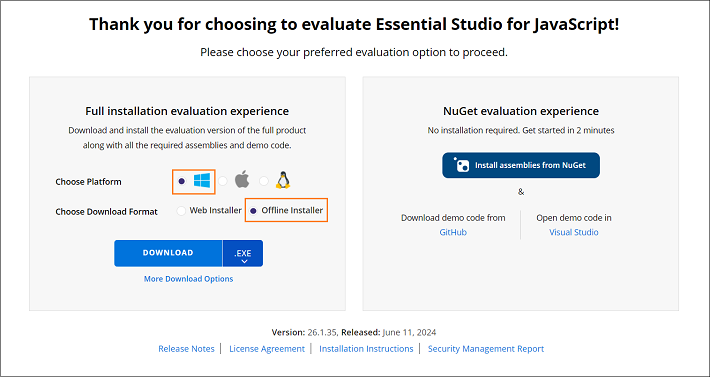 Thank you for choosing to evaluate Essential Studio for JavaScript!
Please choose your preferred evaluation option to proceed.
Full installation evaluation experience
Download and install the evaluation version of the full product
along with all the required assemblies and demo code.
Choose Platform
Choose Download Format
Web Installer
Offline Installer
DOWNLOAD
.EXE
More Download Options
NuGet evaluation experience
No installation required. Get started in 2 minutes
Install assemblies from NuGet
&
Download demo code from
GitHub
Open demo code in
Visual Studio
Version: 26.1.35, Released: June 11, 2024
Release Notes | License Agreement | Installation Instructions | Security Management Report